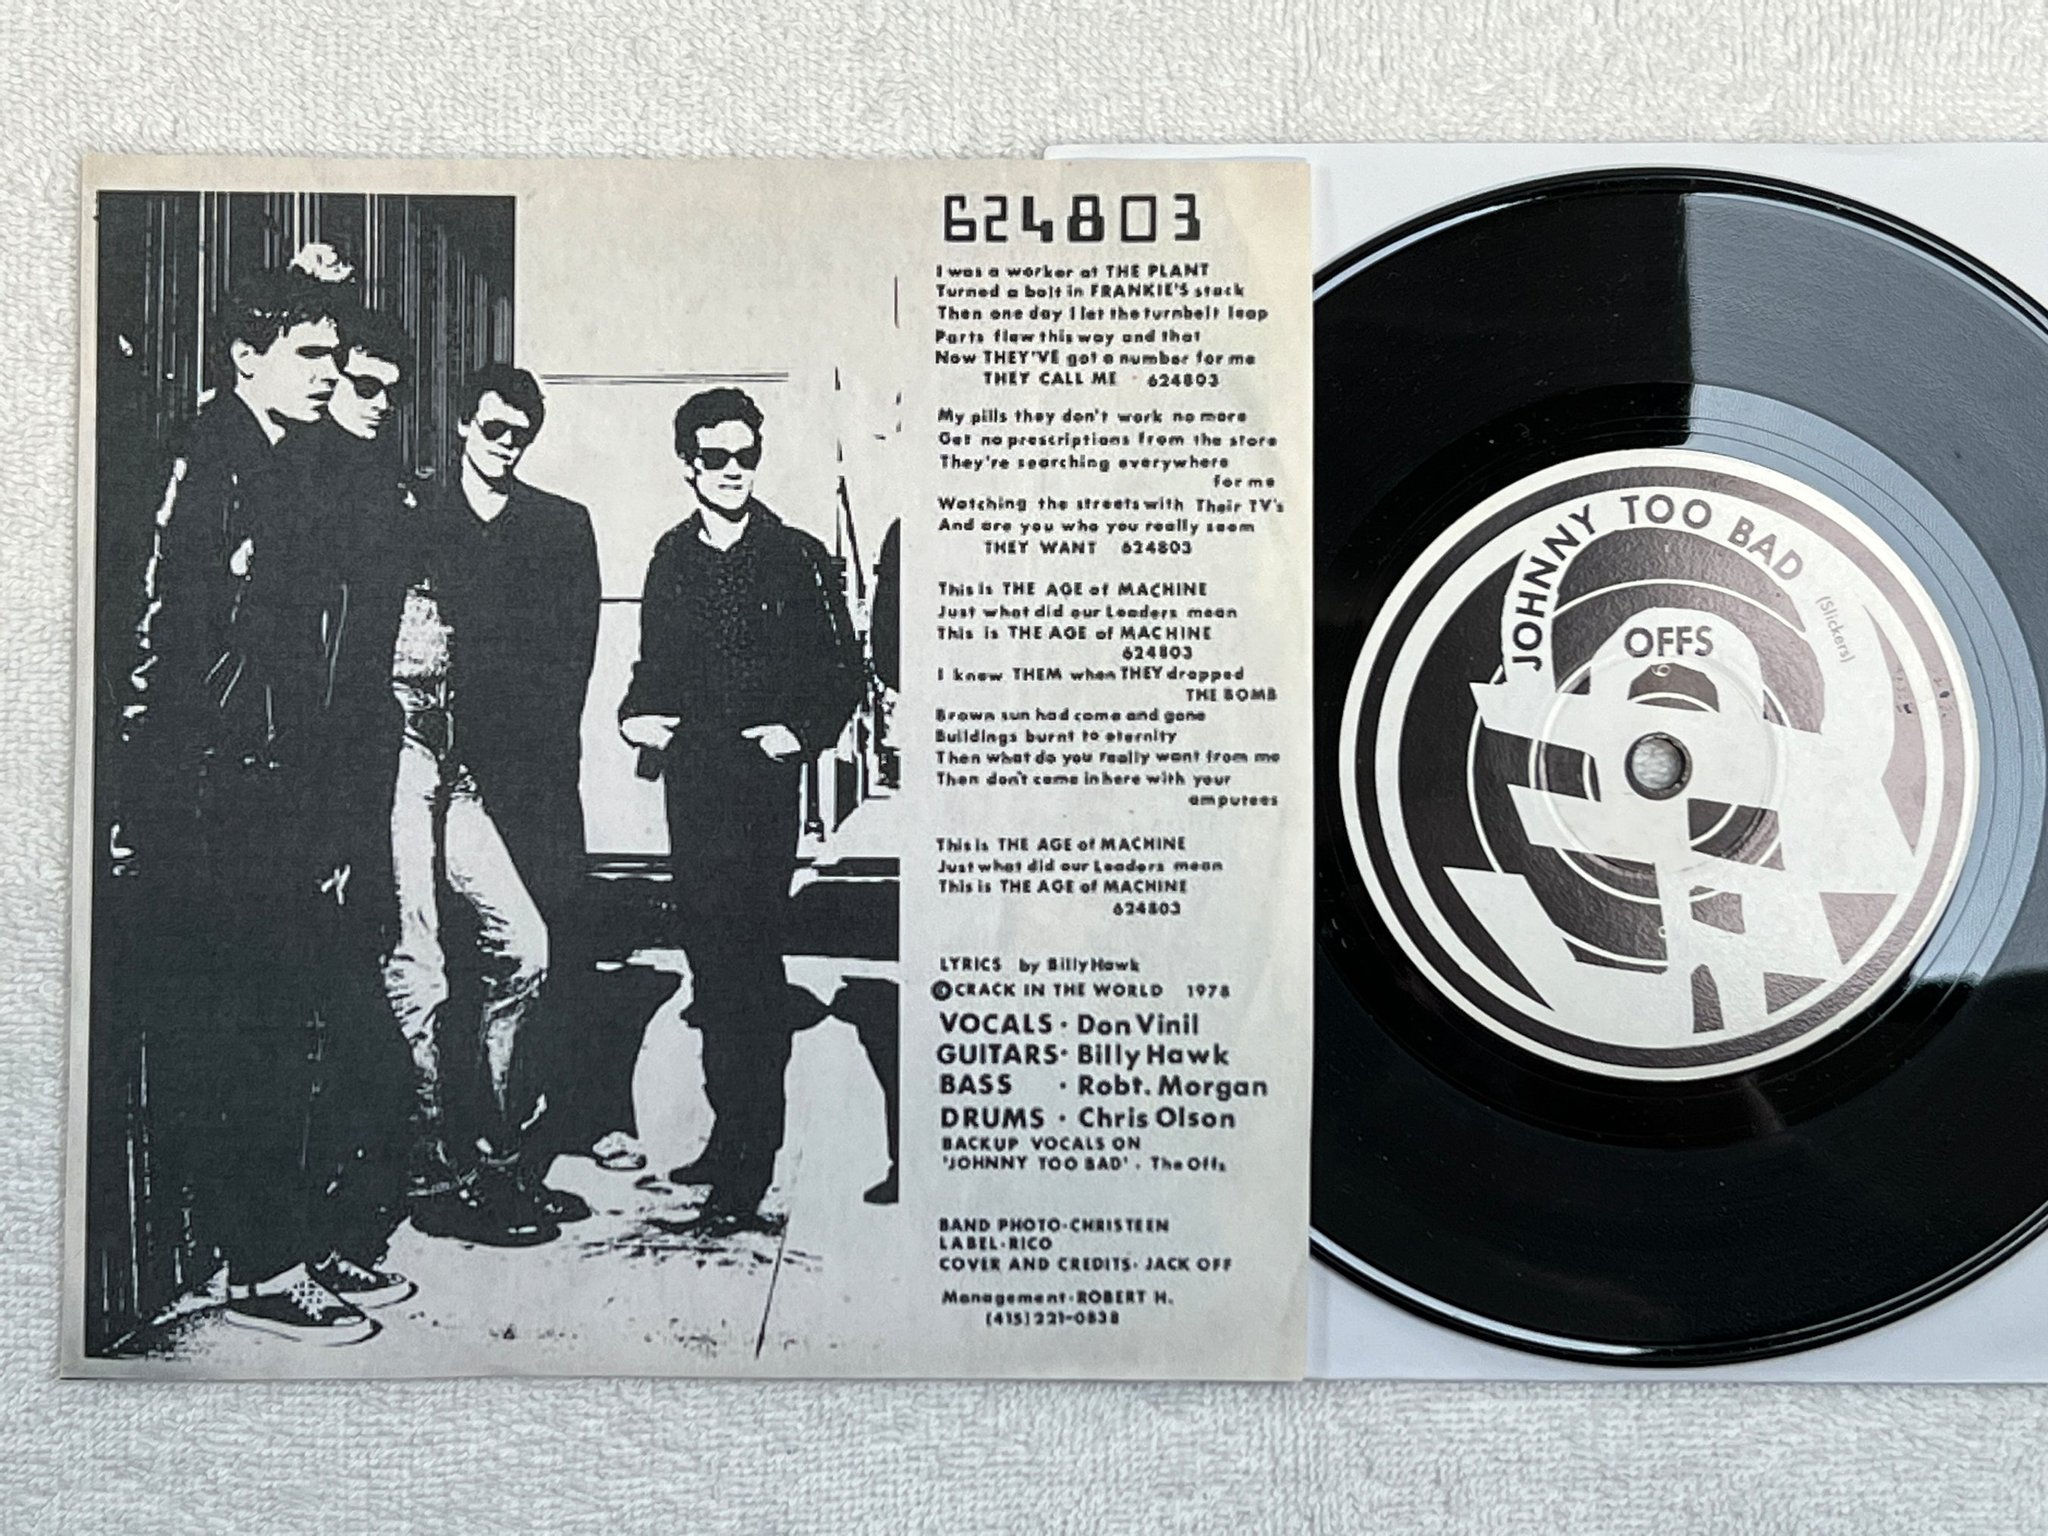 624803
I was a worker at THE PLANT
Turned a bolt in FRANKIE'S stack
Then one day I let the turnbelt leap
Parts flew this way and that
Now THEY'VE got a number for me
THEY CALL ME · 624803
My pills they don't work no more
Get no prescriptions from the store
They're searching everywhere
for me
Watching the streets with Their TV's
And are you who you really seem
THEY WANT 624803
This is THE AGE of MACHINE
Just what did our Leaders mean
This is THE AGE of MACHINE
624803
I knew THEM when THEY dropped
THE BOMB
Brown sun had come and gone
Buildings burnt to eternity
Then what do you really want from me
Then don't come in here with your
amputees
This is THE AGE of MACHINE
Just what did our Leaders mean
This is THE AGE of MACHINE
624803
LYRICS by Billy Hawk
© CRACK IN THE WORLD 1978
VOCALS · Don Vinil
GUITARS · Billy Hawk
BASS · Robt. Morgan
DRUMS · Chris Olson
BACKUP VOCALS ON
'JOHNNY TOO BAD' · The Offs
BAND PHOTO · CHRISTEEN
LABEL · RICO
COVER AND CREDITS · JACK OFF
Management · ROBERT H.
(415) 221-0838
JOHNNY TOO BAD
(Slickers)
OFFS